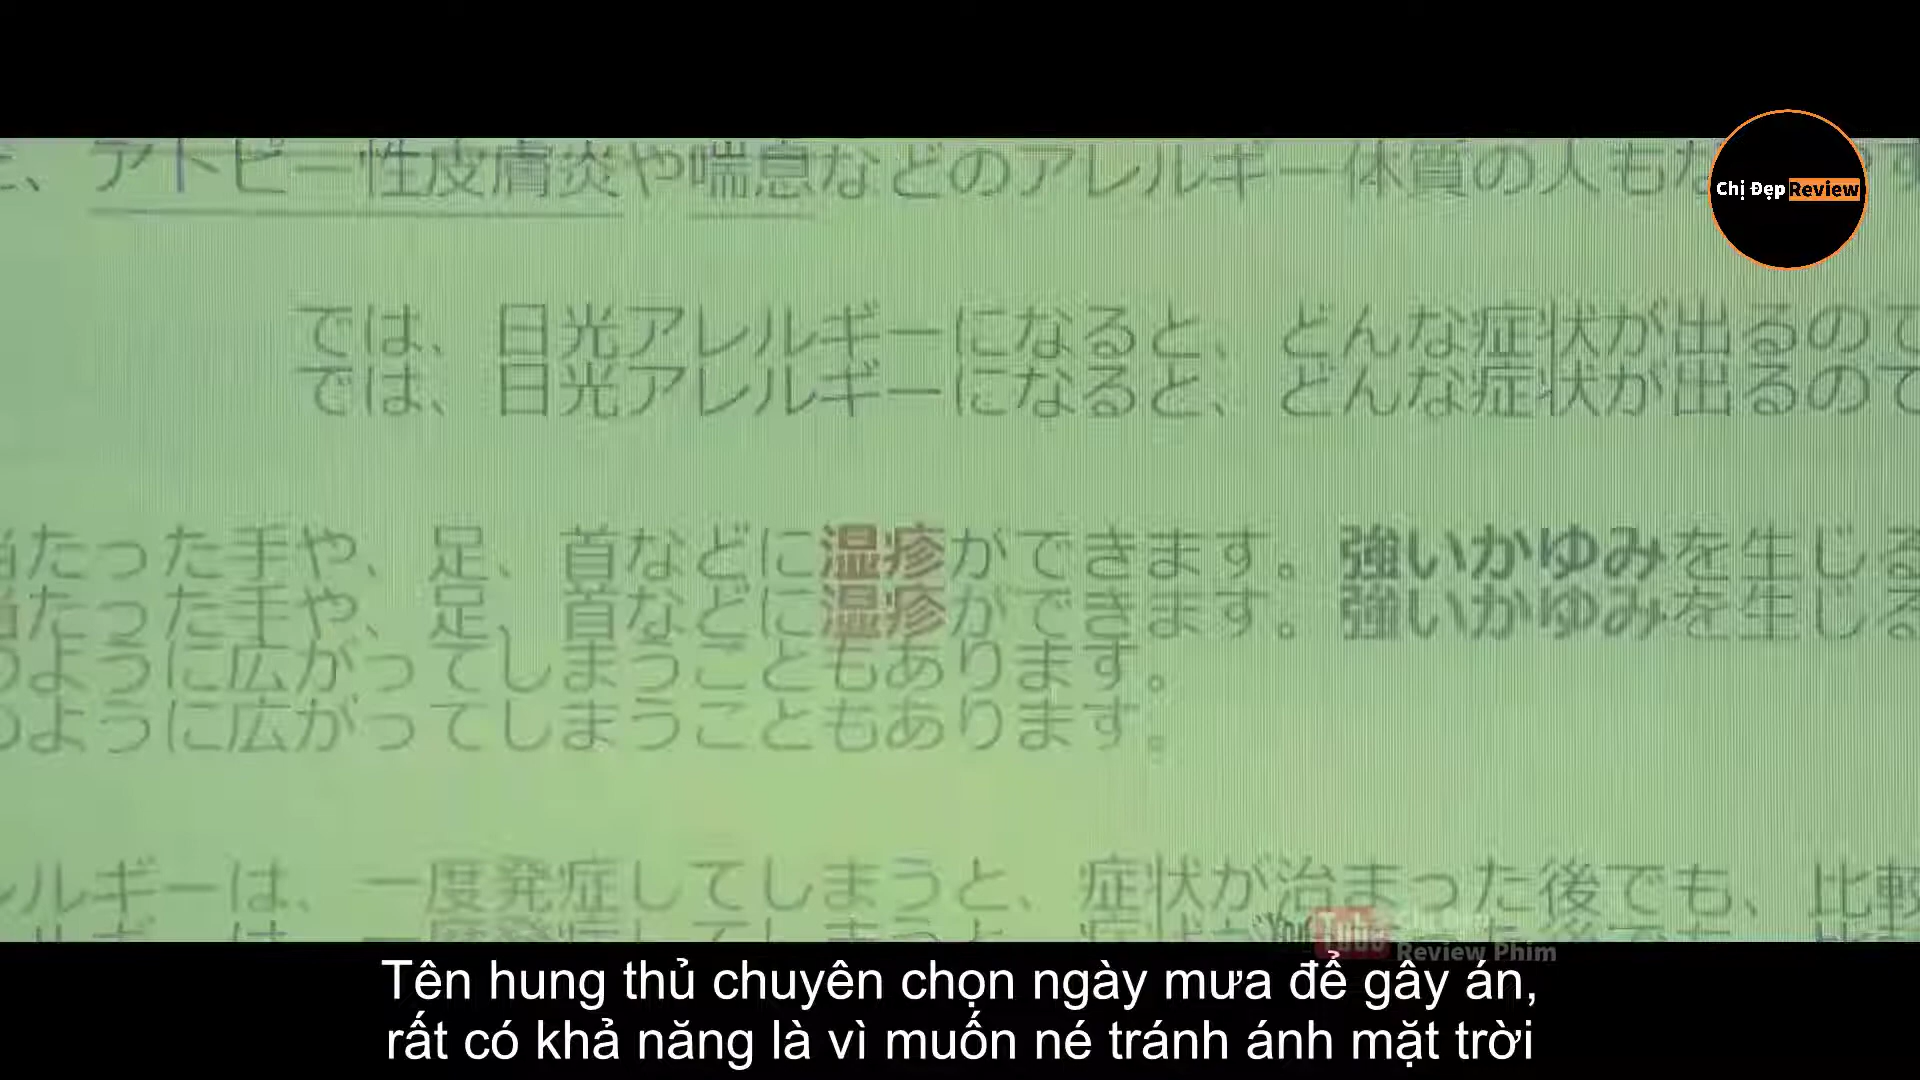 、アトピー性皮膚炎や喘息などのアレルギー体質の人もな
Chị Đẹp Review
では、日光アレルギーになると、どんな症状が出るので
では、日光アレルギーになると、どんな症状が出るので
当たった手や、足、首などに湿疹ができます。強いかゆみを生じる
当たった手や、足、首などに湿疹ができます。強いかゆみを生じる
のように広がってしまうこともあります。
のように広がってしまうこともあります。
レルギーは、一度発症してしまうと、症状が治まった後でも、比較
Tube
Review Phim
Tên hung thủ chuyên chọn ngày mưa để gây án,
rất có khả năng là vì muốn né tránh ánh mặt trời